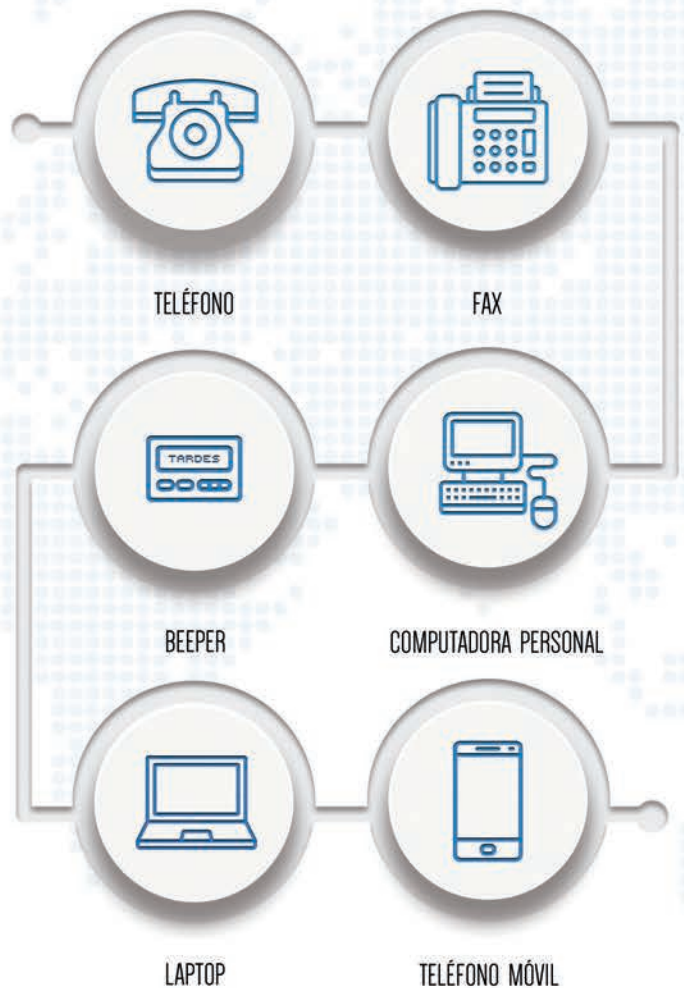 TELÉFONO
FAX
TARDES
BEEPER
COMPUTADORA PERSONAL
LAPTOP
TELÉFONO MÓVIL